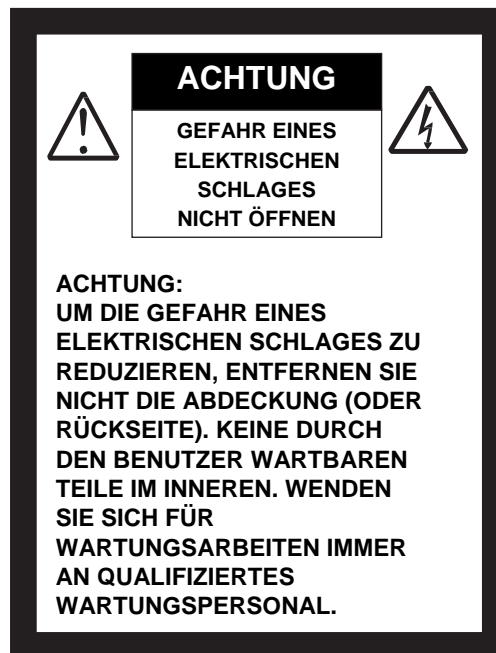 ACHTUNG
GEFAHR EINES
ELEKTRISCHEN
SCHLAGES
NICHT ÖFFNEN
ACHTUNG:
UM DIE GEFAHR EINES
ELEKTRISCHEN SCHLAGES ZU
REDUZIEREN, ENTFERNEN SIE
NICHT DIE ABDECKUNG (ODER
RÜCKSEITE). KEINE DURCH
DEN BENUTZER WARTBAREN
TEILE IM INNEREN. WENDEN
SIE SICH FÜR
WARTUNGSARBEITEN IMMER
AN QUALIFIZIERTES
WARTUNGSPERSONAL.